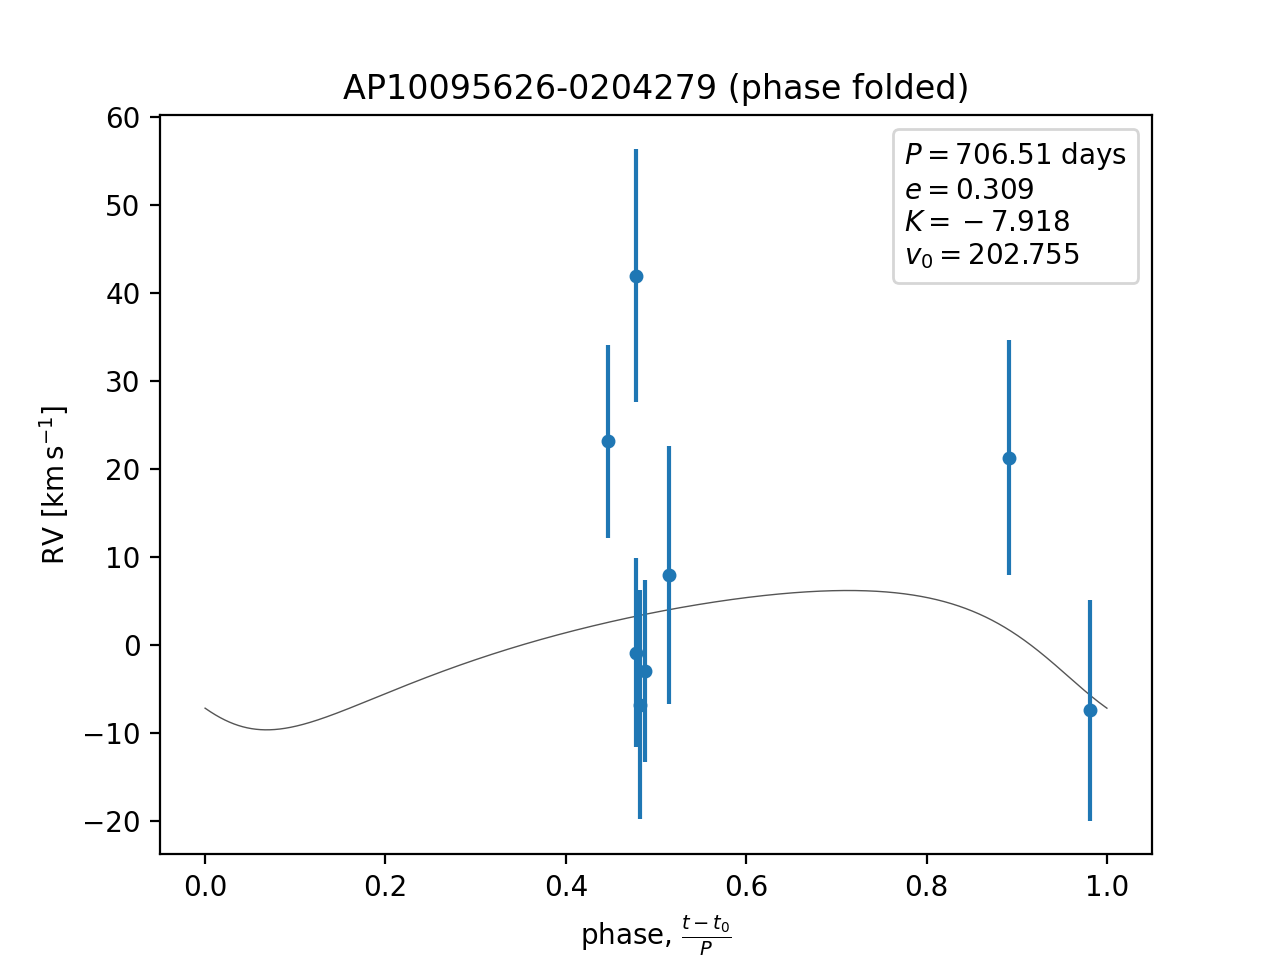 AP10095626-0204279 (phase folded)
60
50
40
30
20
10
0
−10
−20
RV [km s⁻¹]
P = 706.51 days
e = 0.309
K = −7.918
v₀ = 202.755
0.0 0.2 0.4 0.6 0.8 1.0
phase, (t − t₀)/P